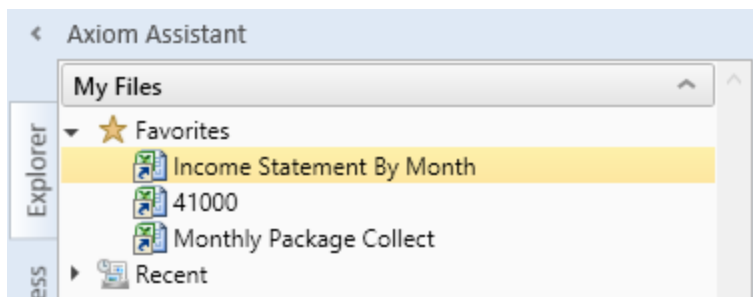 Axiom Assistant
My Files
Explorer
Favorites
Income Statement By Month
41000
Monthly Package Collect
Recent